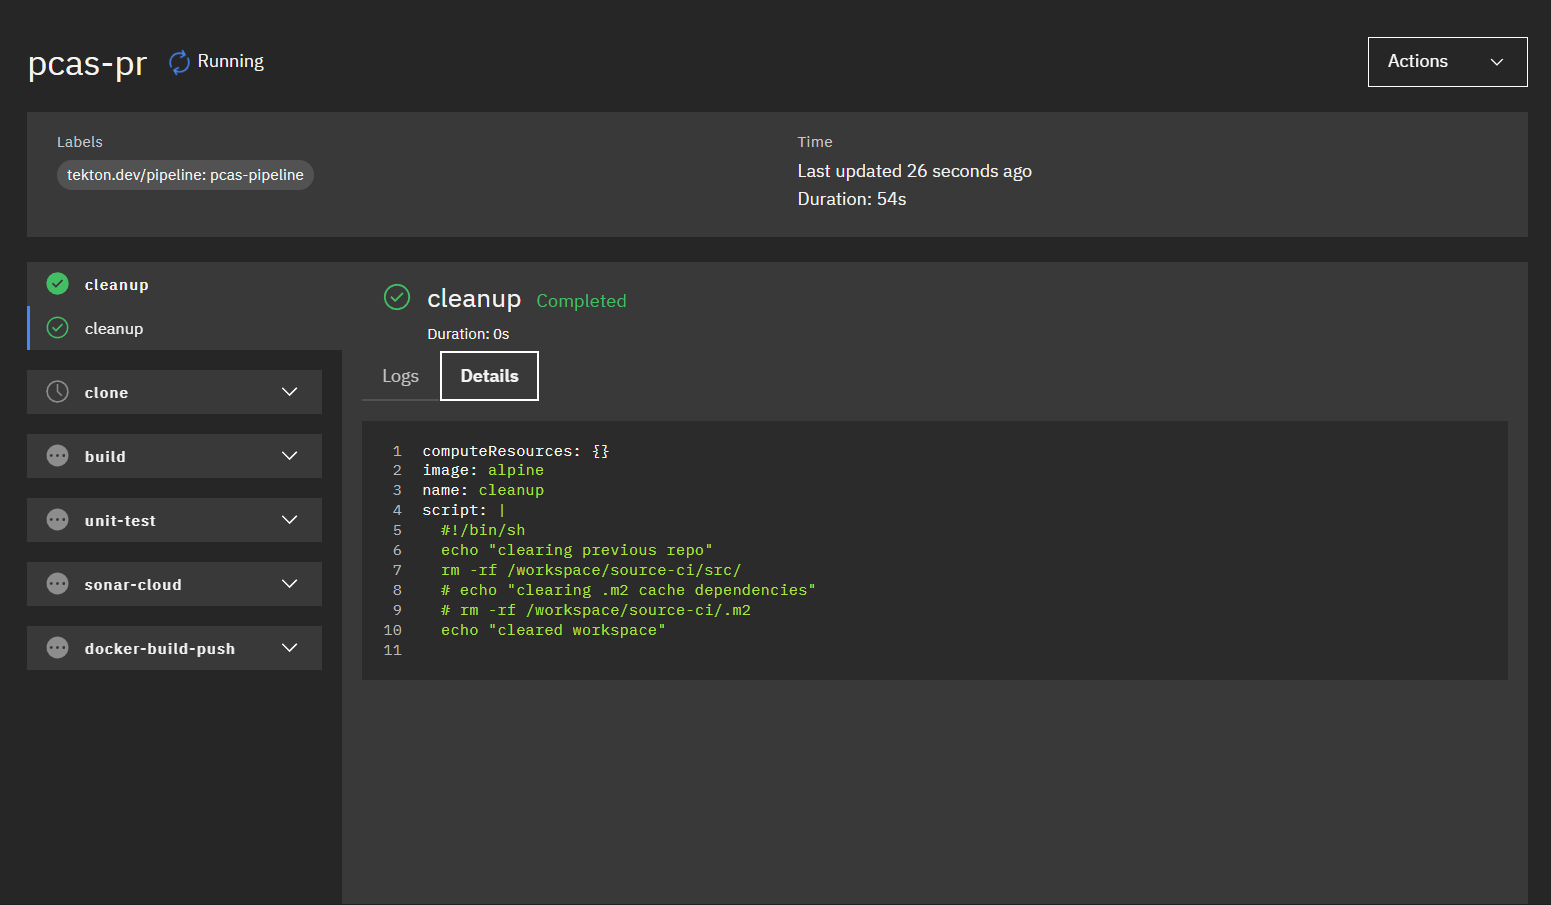 pcas-pr Running
Actions
Labels
tekton.dev/pipeline: pcas-pipeline
Time
Last updated 26 seconds ago
Duration: 54s
cleanup
cleanup
clone
build
unit-test
sonar-cloud
docker-build-push
cleanup Completed
Duration: 0s
Logs Details
1 computeResources: {}
2 image: alpine
3 name: cleanup
4 script: |
5 #!/bin/sh
6 echo "clearing previous repo"
7 rm -rf /workspace/source-ci/src/
8 # echo "clearing .m2 cache dependencies"
9 # rm -rf /workspace/source-ci/.m2
10 echo "cleared workspace"
11